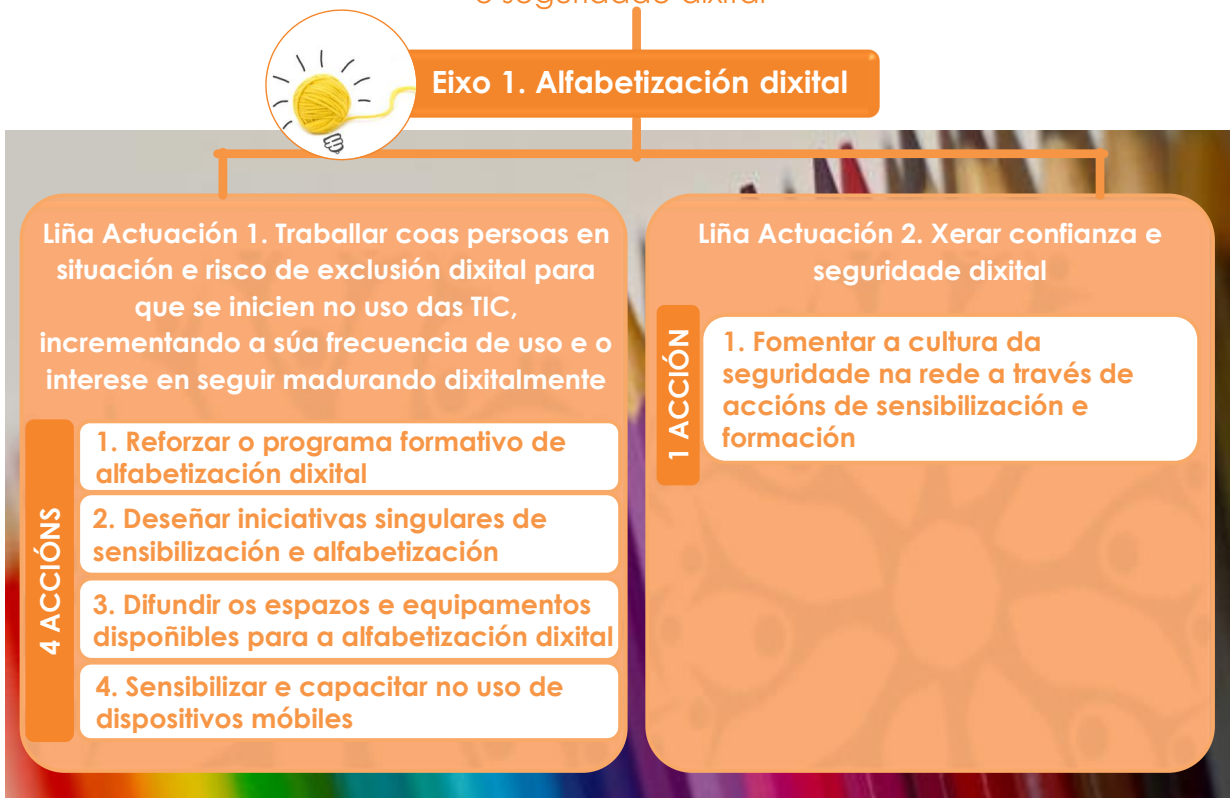 e seguridade dixital
Eixo 1. Alfabetización dixital
Liña Actuación 1. Traballar coas persoas en
situación e risco de exclusión dixital para
que se inicien no uso das TIC,
incrementando a súa frecuencia de uso e o
interese en seguir madurando dixitalmente
4 ACCIÓNS
1. Reforzar o programa formativo de
alfabetización dixital
2. Deseñar iniciativas singulares de
sensibilización e alfabetización
3. Difundir os espazos e equipamentos
dispoñibles para a alfabetización dixital
4. Sensibilizar e capacitar no uso de
dispositivos móbiles
Liña Actuación 2. Xerar confianza e
seguridade dixital
1 ACCIÓN
1. Fomentar a cultura da
seguridade na rede a través de
accións de sensibilización e
formación